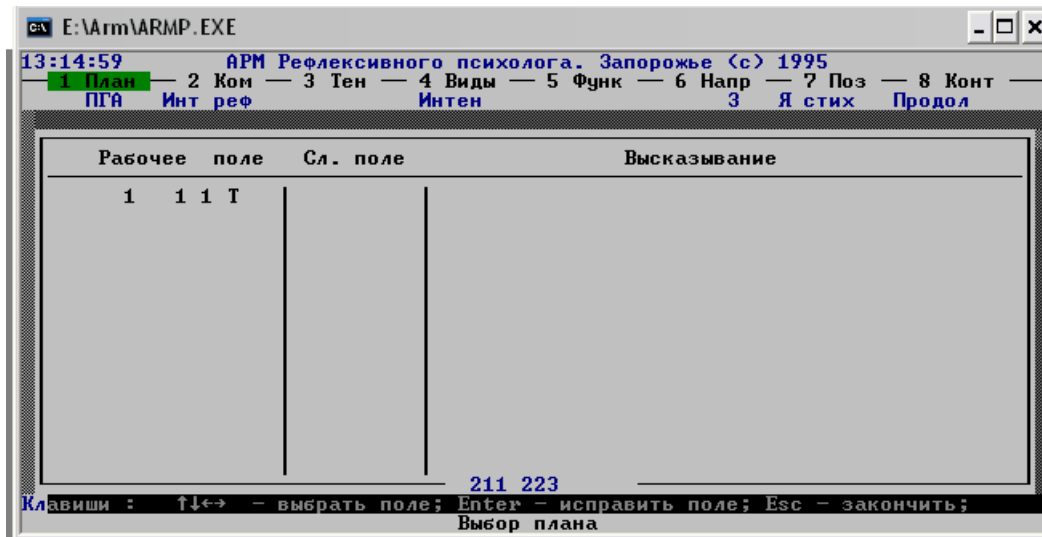 E:\Arm\ARMP.EXE
13:14:59 АРМ Рефлексивного психолога. Запорожье (c) 1995
1 План — 2 Ком — 3 Тен — 4 Виды — 5 Функ — 6 Напр — 7 Поз — 8 Конт
ПГА Инт реф Интен З Я стих Продол
Рабочее поле Сл. поле Высказывание
1 1 1 Т
211 223
Клавиши : ↑↓←→ – выбрать поле; Enter – исправить поле; Esc – закончить;
Выбор плана